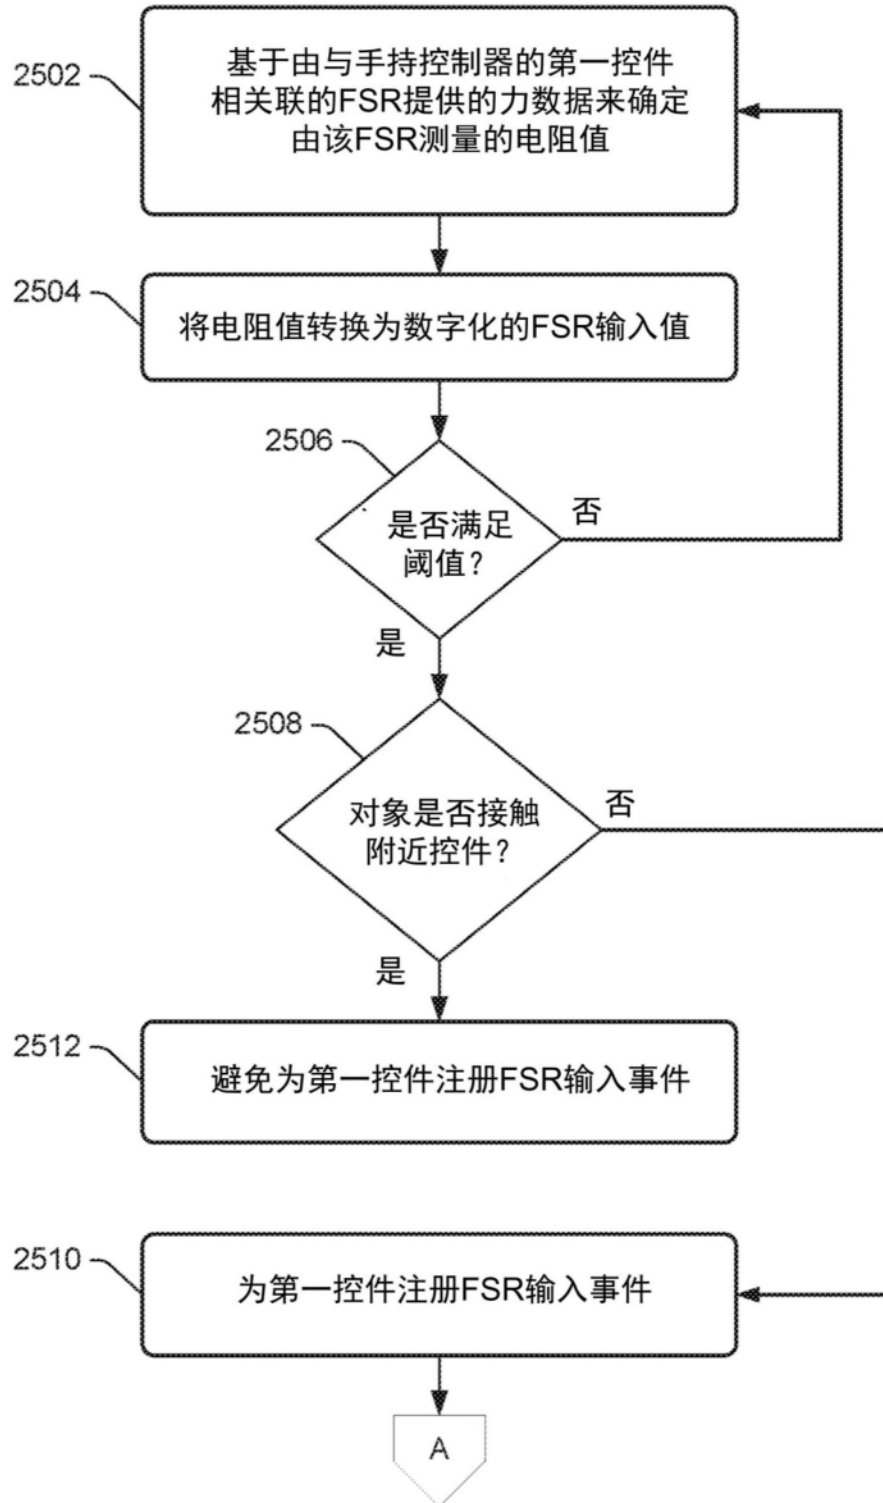 2502
基于由与手持控制器的第一控件
相关联的FSR提供的力数据来确定
由该FSR测量的电阻值
2504
将电阻值转换为数字化的FSR输入值
2506
是否满足
阈值?
否
是
2508
对象是否接触
附近控件?
否
是
2512
避免为第一控件注册FSR输入事件
2510
为第一控件注册FSR输入事件
A